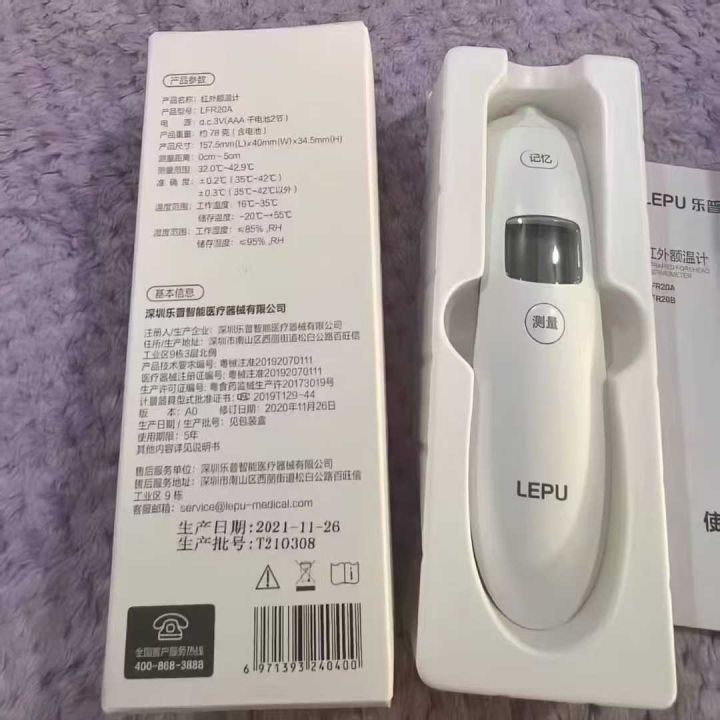 产品参数
产品名称: 红外额温计
产品型号: LFR20A
电 源: d.c.3V(AAA 干电池2节)
产品重量: 约78克(含电池)
产品尺寸: 157.5mm(L)x40mm(W)x34.5mm(H)
测量距离: 0cm~5cm
测量范围: 32.0℃~42.9℃
准 确 度: ±0.2℃(35℃~42℃)
±0.3℃(35℃~42℃以外)
温度范围: 工作温度: 16℃~35℃
储存温度: -20℃~+55℃
湿度范围: 工作湿度: ≤85%,RH
储存湿度: ≤95%,RH
基本信息
深圳乐普智能医疗器械有限公司
注册人/生产企业: 深圳乐普智能医疗器械有限公司
住所/生产地址: 深圳市南山区西丽街道松白公路百旺信
工业区9栋3层北侧
产品技术要求编号: 粤械注准20192070111
医疗器械注册证编号: 粤械注准20192070111
生产许可证编号: 粤食药监械生产许20173019号
计量器具型式批准证书: 2019T129-44
版 本: A0 修订日期: 2020年11月26日
生产日期/生产批号: 见包装盒
使用期限: 5年
其他内容详见说明书
售后服务单位: 深圳乐普智能医疗器械有限公司
售后服务地址: 深圳市南山区西丽街道松白公路百旺信
工业区 9 栋
客服邮箱: service@lepu-medical.com
生产日期:2021-11-26
生产批号:T210308
全国客户服务热线
400-868-3888
6 971393 240400
记忆
测量
LEPU
LEPU 乐普
红外额温计
INFRARED FOREHEAD
THERMOMETER
LFR20A
LFR20B
使